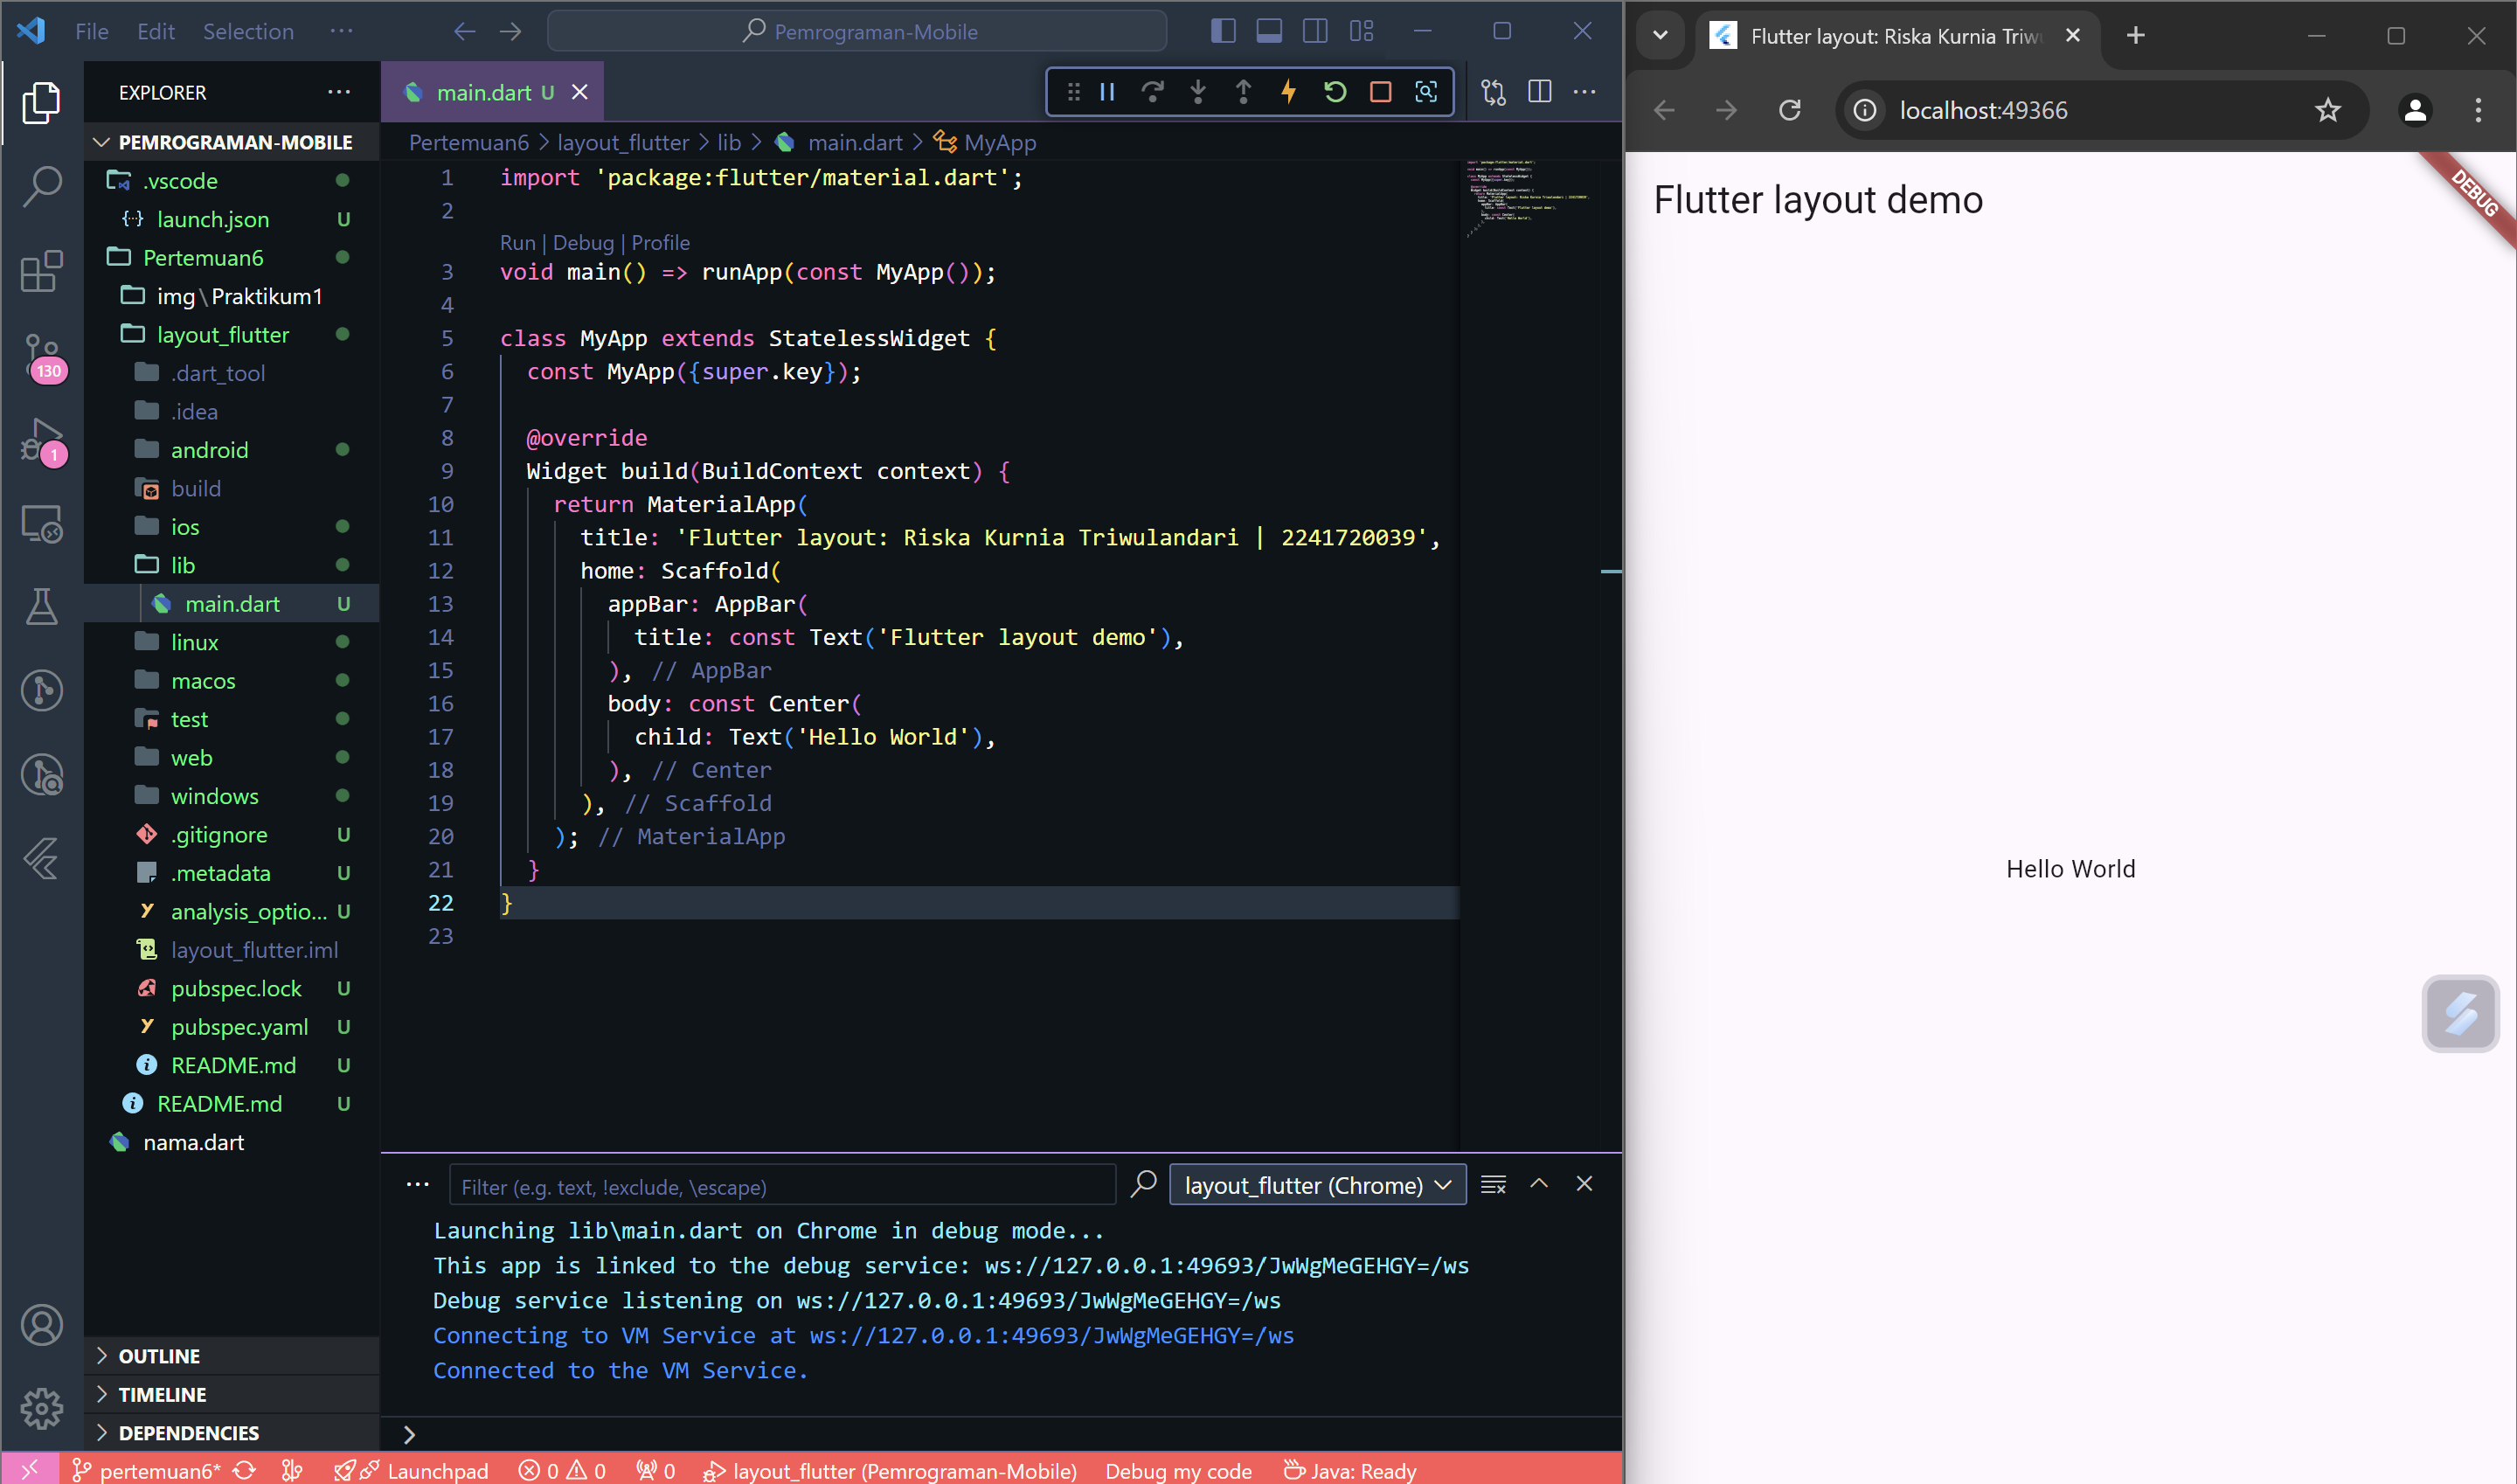 File Edit Selection ···
Pemrograman-Mobile
EXPLORER
PEMROGRAMAN-MOBILE
.vscode
launch.json U
Pertemuan6
img\Praktikum1
layout_flutter
.dart_tool
.idea
android
build
ios
lib
main.dart U
linux
macos
test
web
windows
.gitignore U
.metadata U
analysis_optio... U
layout_flutter.iml
pubspec.lock U
pubspec.yaml U
README.md U
README.md U
nama.dart
OUTLINE
TIMELINE
DEPENDENCIES
130
1
main.dart U
Pertemuan6 > layout_flutter > lib > main.dart > MyApp
1 import 'package:flutter/material.dart';
2
Run | Debug | Profile
3 void main() => runApp(const MyApp());
4
5 class MyApp extends StatelessWidget {
6 const MyApp({super.key});
7
8 @override
9 Widget build(BuildContext context) {
10 return MaterialApp(
11 title: 'Flutter layout: Riska Kurnia Triwulandari | 2241720039',
12 home: Scaffold(
13 appBar: AppBar(
14 title: const Text('Flutter layout demo'),
15 ), // AppBar
16 body: const Center(
17 child: Text('Hello World'),
18 ), // Center
19 ), // Scaffold
20 ); // MaterialApp
21 }
22 }
23
Filter (e.g. text, !exclude, \escape)
layout_flutter (Chrome)
Launching lib\main.dart on Chrome in debug mode...
This app is linked to the debug service: ws://127.0.0.1:49693/JwWgMeGEHGY=/ws
Debug service listening on ws://127.0.0.1:49693/JwWgMeGEHGY=/ws
Connecting to VM Service at ws://127.0.0.1:49693/JwWgMeGEHGY=/ws
Connected to the VM Service.
>
pertemuan6* Launchpad 0 0 0 layout_flutter (Pemrograman-Mobile) Debug my code Java: Ready
Flutter layout: Riska Kurnia Triw
localhost:49366
Flutter layout demo
DEBUG
Hello World